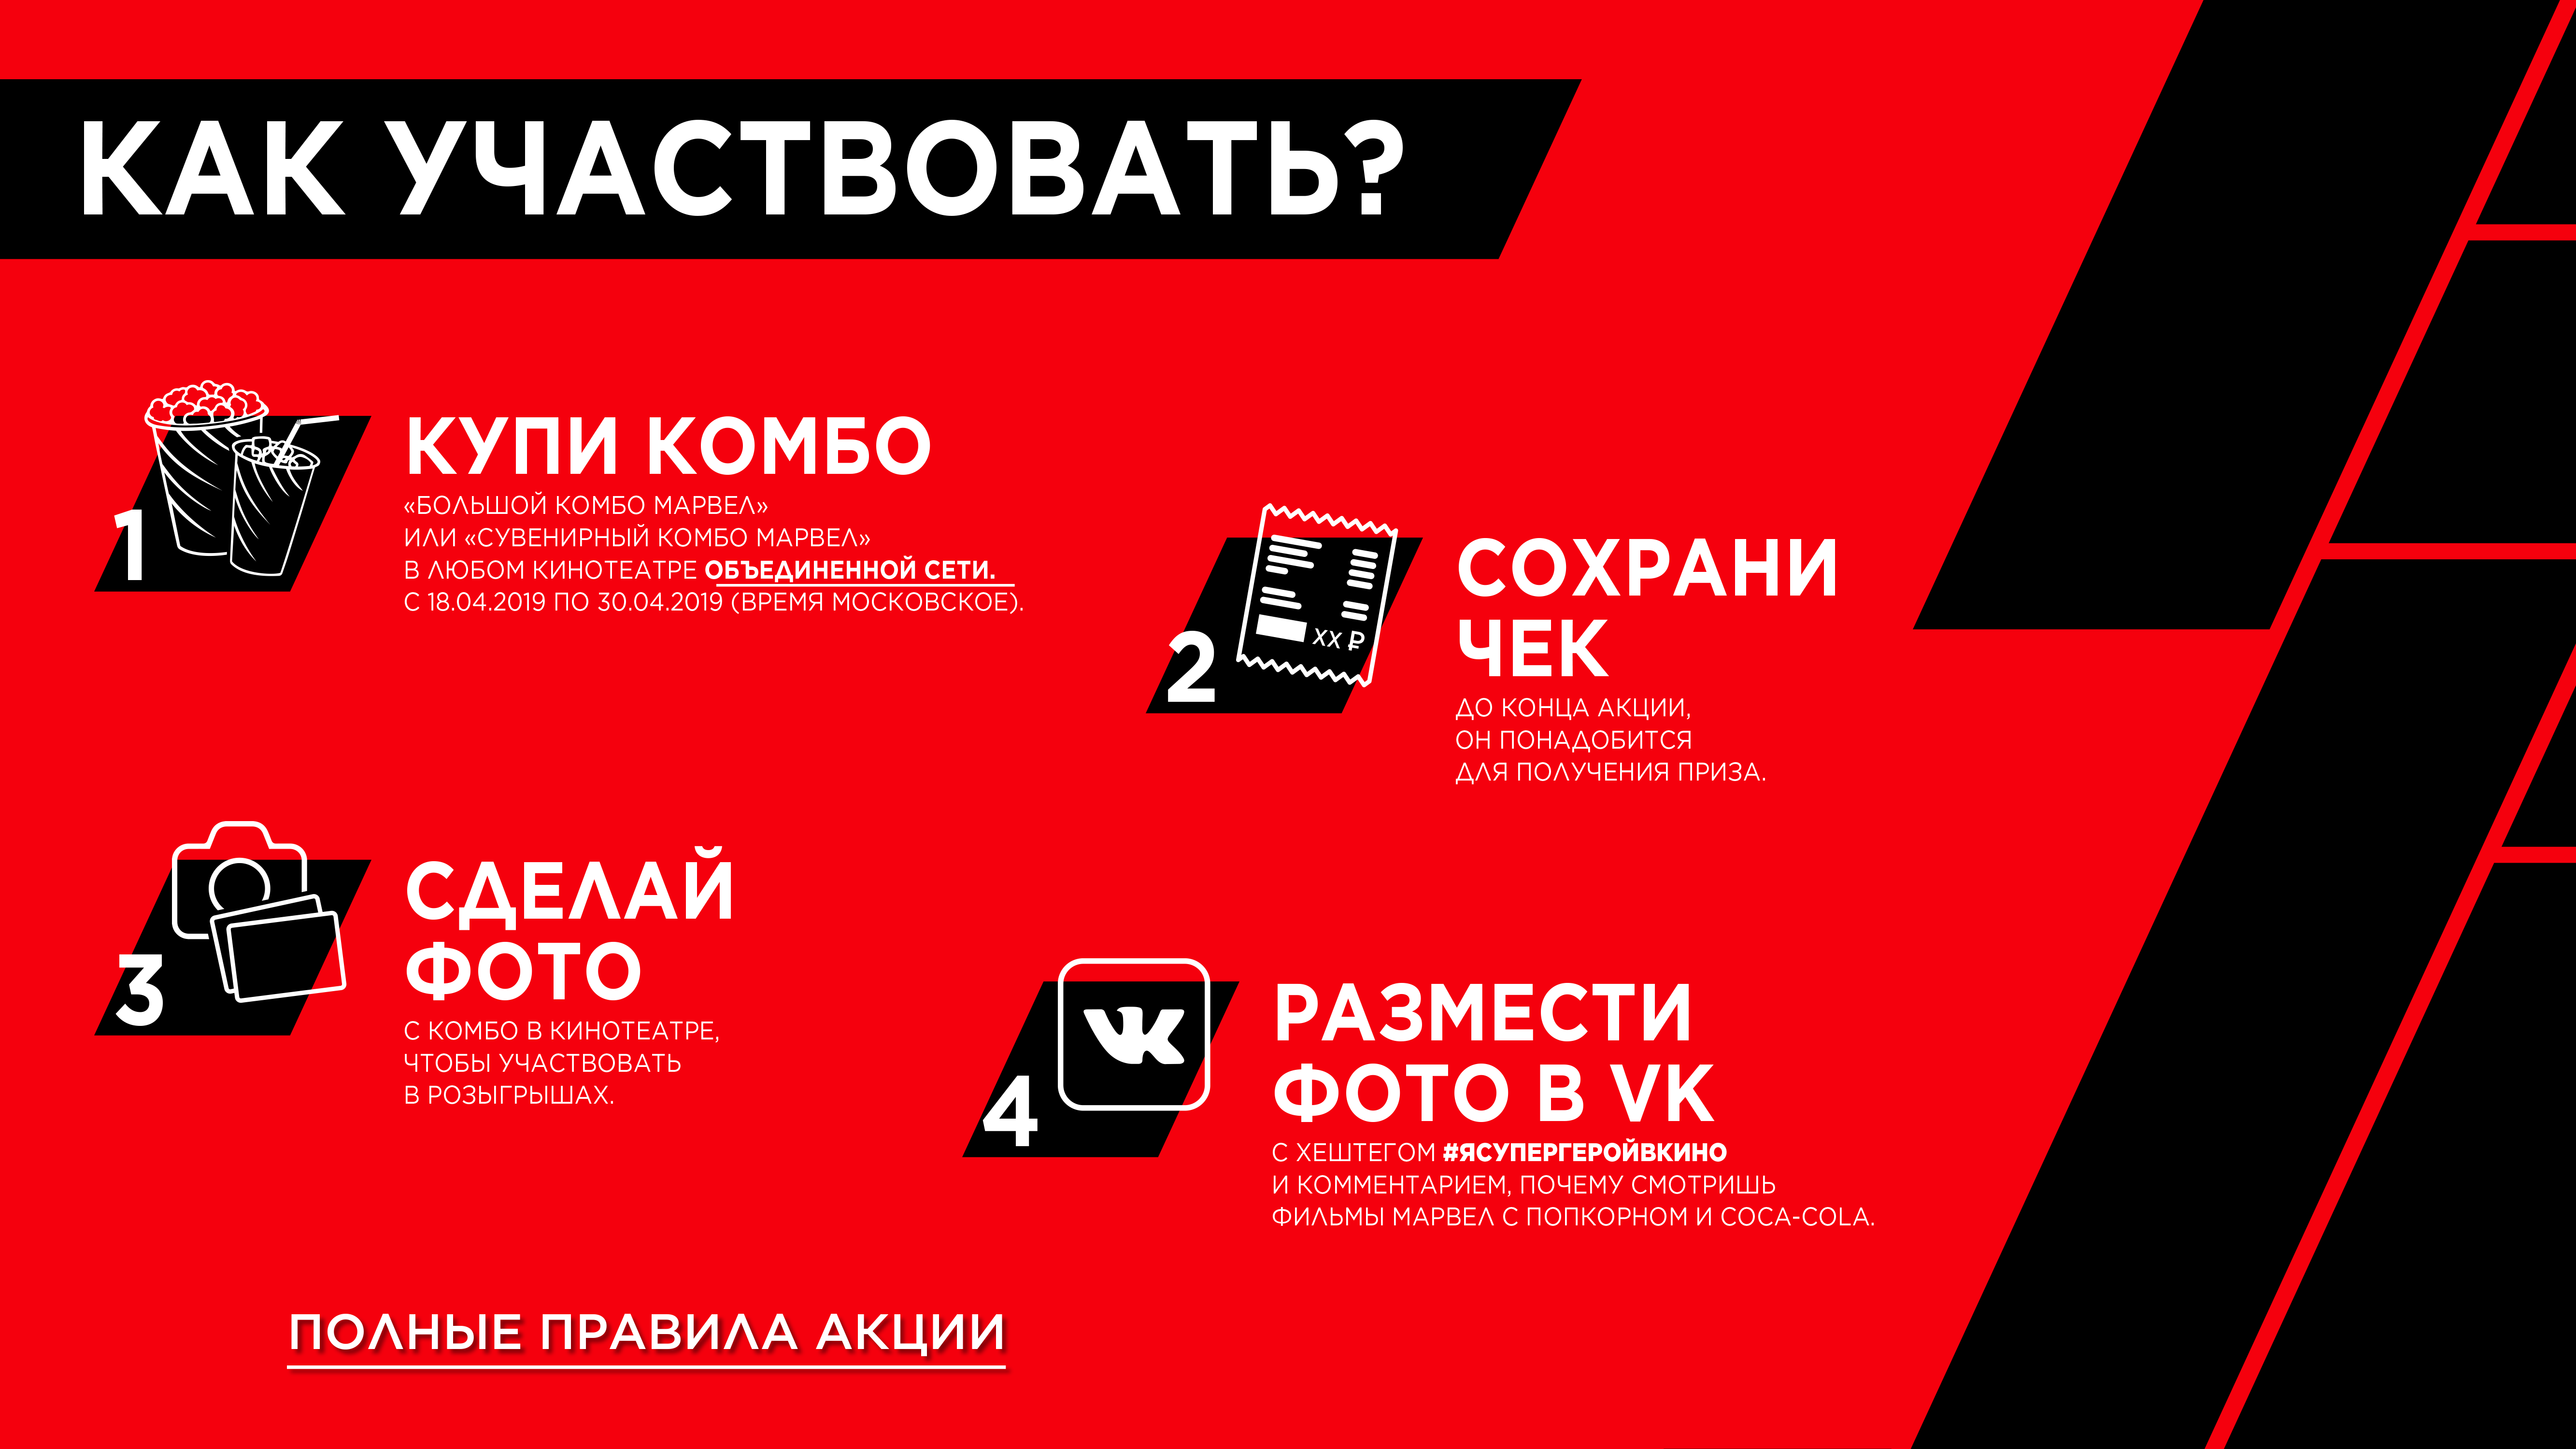 КАК УЧАСТВОВАТЬ?
1
КУПИ КОМБО
«БОЛЬШОЙ КОМБО МАРВЕЛ»
ИЛИ «СУВЕНИРНЫЙ КОМБО МАРВЕЛ»
В ЛЮБОМ КИНОТЕАТРЕ ОБЪЕДИНЕННОЙ СЕТИ.
С 18.04.2019 ПО 30.04.2019 (ВРЕМЯ МОСКОВСКОЕ).
2
XX ₽
СОХРАНИ
ЧЕК
ДО КОНЦА АКЦИИ,
ОН ПОНАДОБИТСЯ
ДЛЯ ПОЛУЧЕНИЯ ПРИЗА.
3
СДЕЛАЙ
ФОТО
С КОМБО В КИНОТЕАТРЕ,
ЧТОБЫ УЧАСТВОВАТЬ
В РОЗЫГРЫШАХ.
4
VK
РАЗМЕСТИ
ФОТО В VK
С ХЕШТЕГОМ #ЯСУПЕРГЕРОЙВКИНО
И КОММЕНТАРИЕМ, ПОЧЕМУ СМОТРИШЬ
ФИЛЬМЫ МАРВЕЛ С ПОПКОРНОМ И COCA-COLA.
ПОЛНЫЕ ПРАВИЛА АКЦИИ